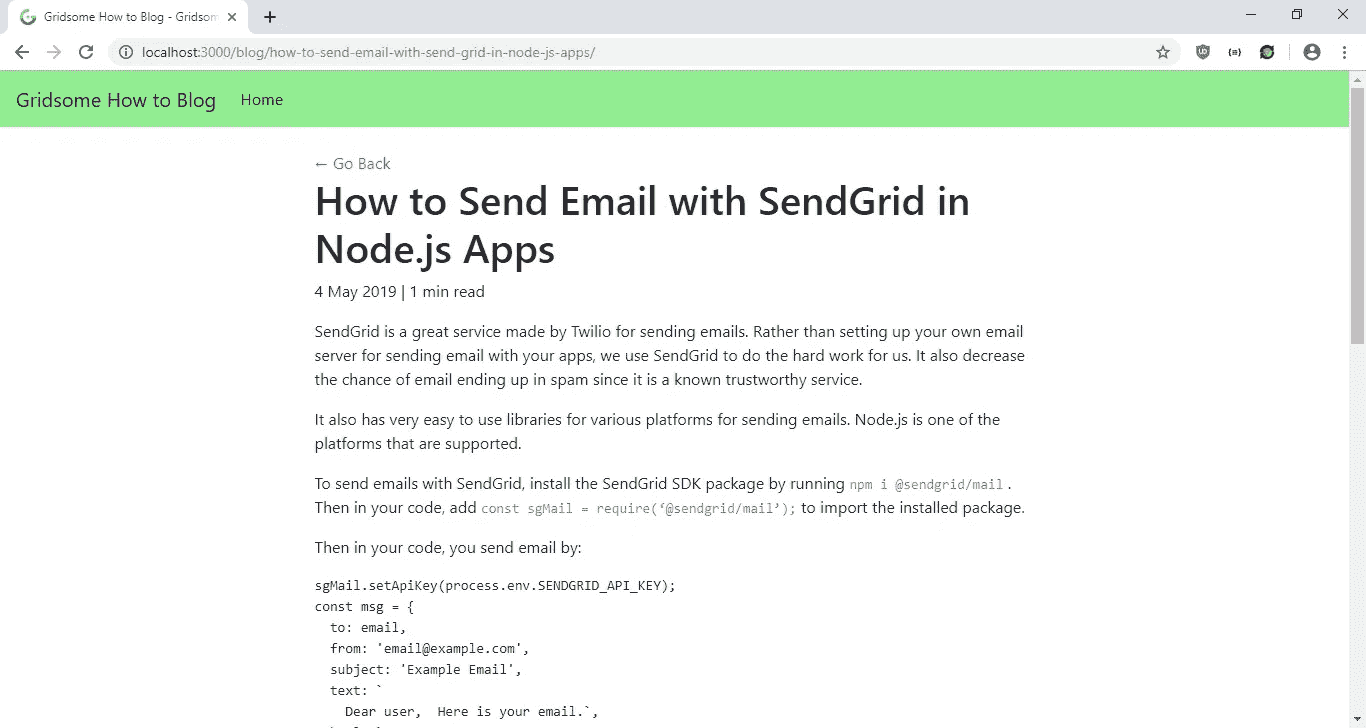 Gridsome How to Blog - Gridsom
localhost:3000/blog/how-to-send-email-with-send-grid-in-node-js-apps/
Gridsome How to Blog Home
← Go Back
How to Send Email with SendGrid in
Node.js Apps
4 May 2019 | 1 min read
SendGrid is a great service made by Twilio for sending emails. Rather than setting up your own email
server for sending email with your apps, we use SendGrid to do the hard work for us. It also decrease
the chance of email ending up in spam since it is a known trustworthy service.
It also has very easy to use libraries for various platforms for sending emails. Node.js is one of the
platforms that are supported.
To send emails with SendGrid, install the SendGrid SDK package by running npm i @sendgrid/mail .
Then in your code, add const sgMail = require(‘@sendgrid/mail’); to import the installed package.
Then in your code, you send email by:
sgMail.setApiKey(process.env.SENDGRID_API_KEY);
const msg = {
  to: email,
  from: 'email@example.com',
  subject: 'Example Email',
  text: `
    Dear user,  Here is your email.`,